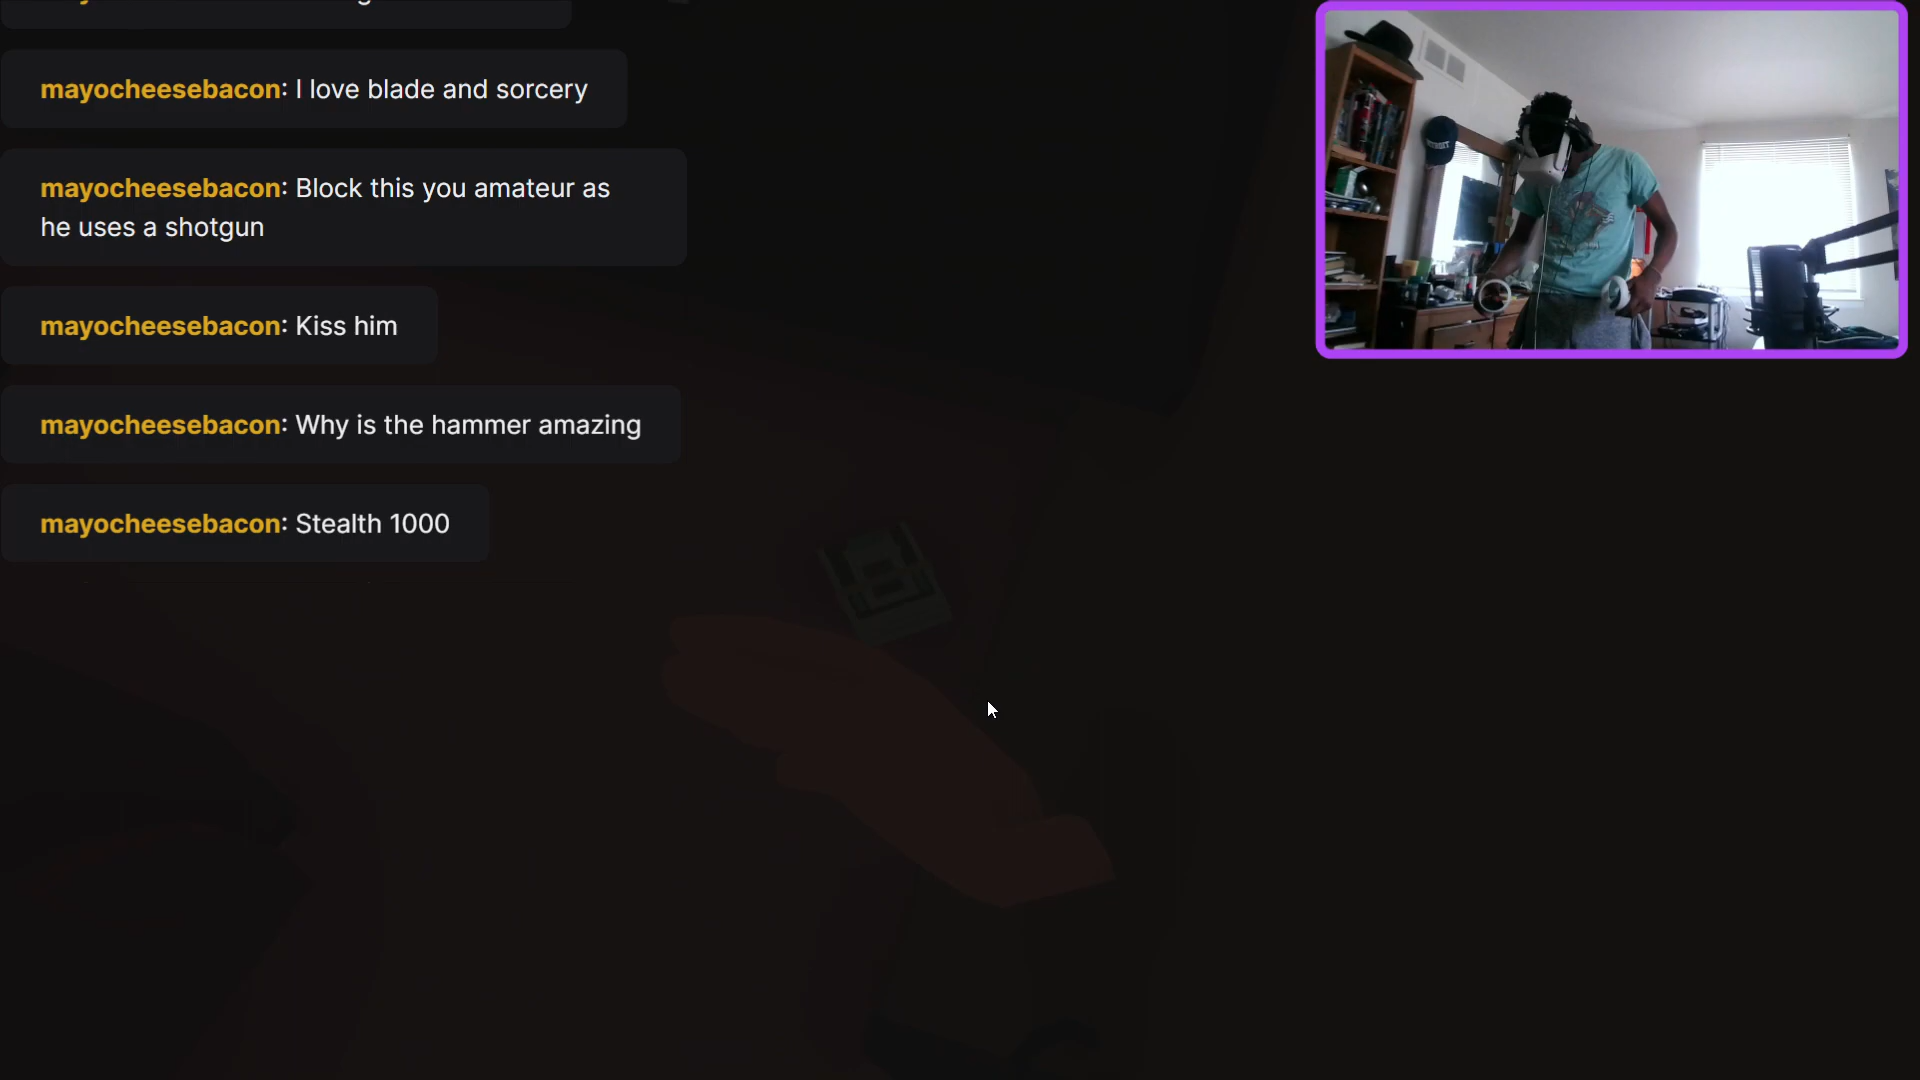 mayocheesebacon: I love blade and sorcery
mayocheesebacon: Block this you amateur as
he uses a shotgun
mayocheesebacon: Kiss him
mayocheesebacon: Why is the hammer amazing
mayocheesebacon: Stealth 1000
DETROIT